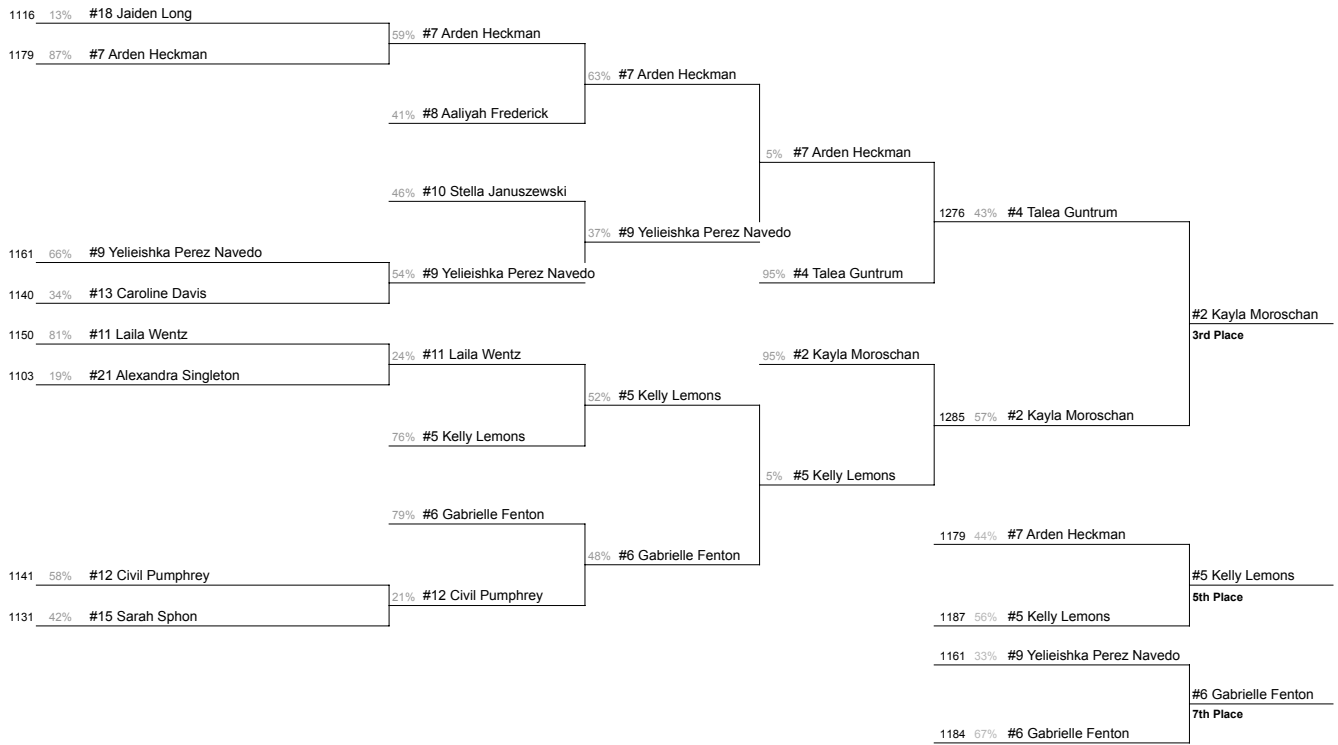 1116 13% #18 Jaiden Long
59% #7 Arden Heckman
1179 87% #7 Arden Heckman
63% #7 Arden Heckman
41% #8 Aaliyah Frederick
5% #7 Arden Heckman
46% #10 Stella Januszewski
1276 43% #4 Talea Guntrum
37% #9 Yelieishka Perez Navedo
1161 66% #9 Yelieishka Perez Navedo
54% #9 Yelieishka Perez Navedo
95% #4 Talea Guntrum
1140 34% #13 Caroline Davis
#2 Kayla Moroschan
1150 81% #11 Laila Wentz
3rd Place
24% #11 Laila Wentz
95% #2 Kayla Moroschan
1103 19% #21 Alexandra Singleton
52% #5 Kelly Lemons
1285 57% #2 Kayla Moroschan
76% #5 Kelly Lemons
5% #5 Kelly Lemons
79% #6 Gabrielle Fenton
1179 44% #7 Arden Heckman
48% #6 Gabrielle Fenton
1141 58% #12 Civil Pumphrey
#5 Kelly Lemons
21% #12 Civil Pumphrey
5th Place
1131 42% #15 Sarah Sphon
1187 56% #5 Kelly Lemons
1161 33% #9 Yelieishka Perez Navedo
#6 Gabrielle Fenton
7th Place
1184 67% #6 Gabrielle Fenton